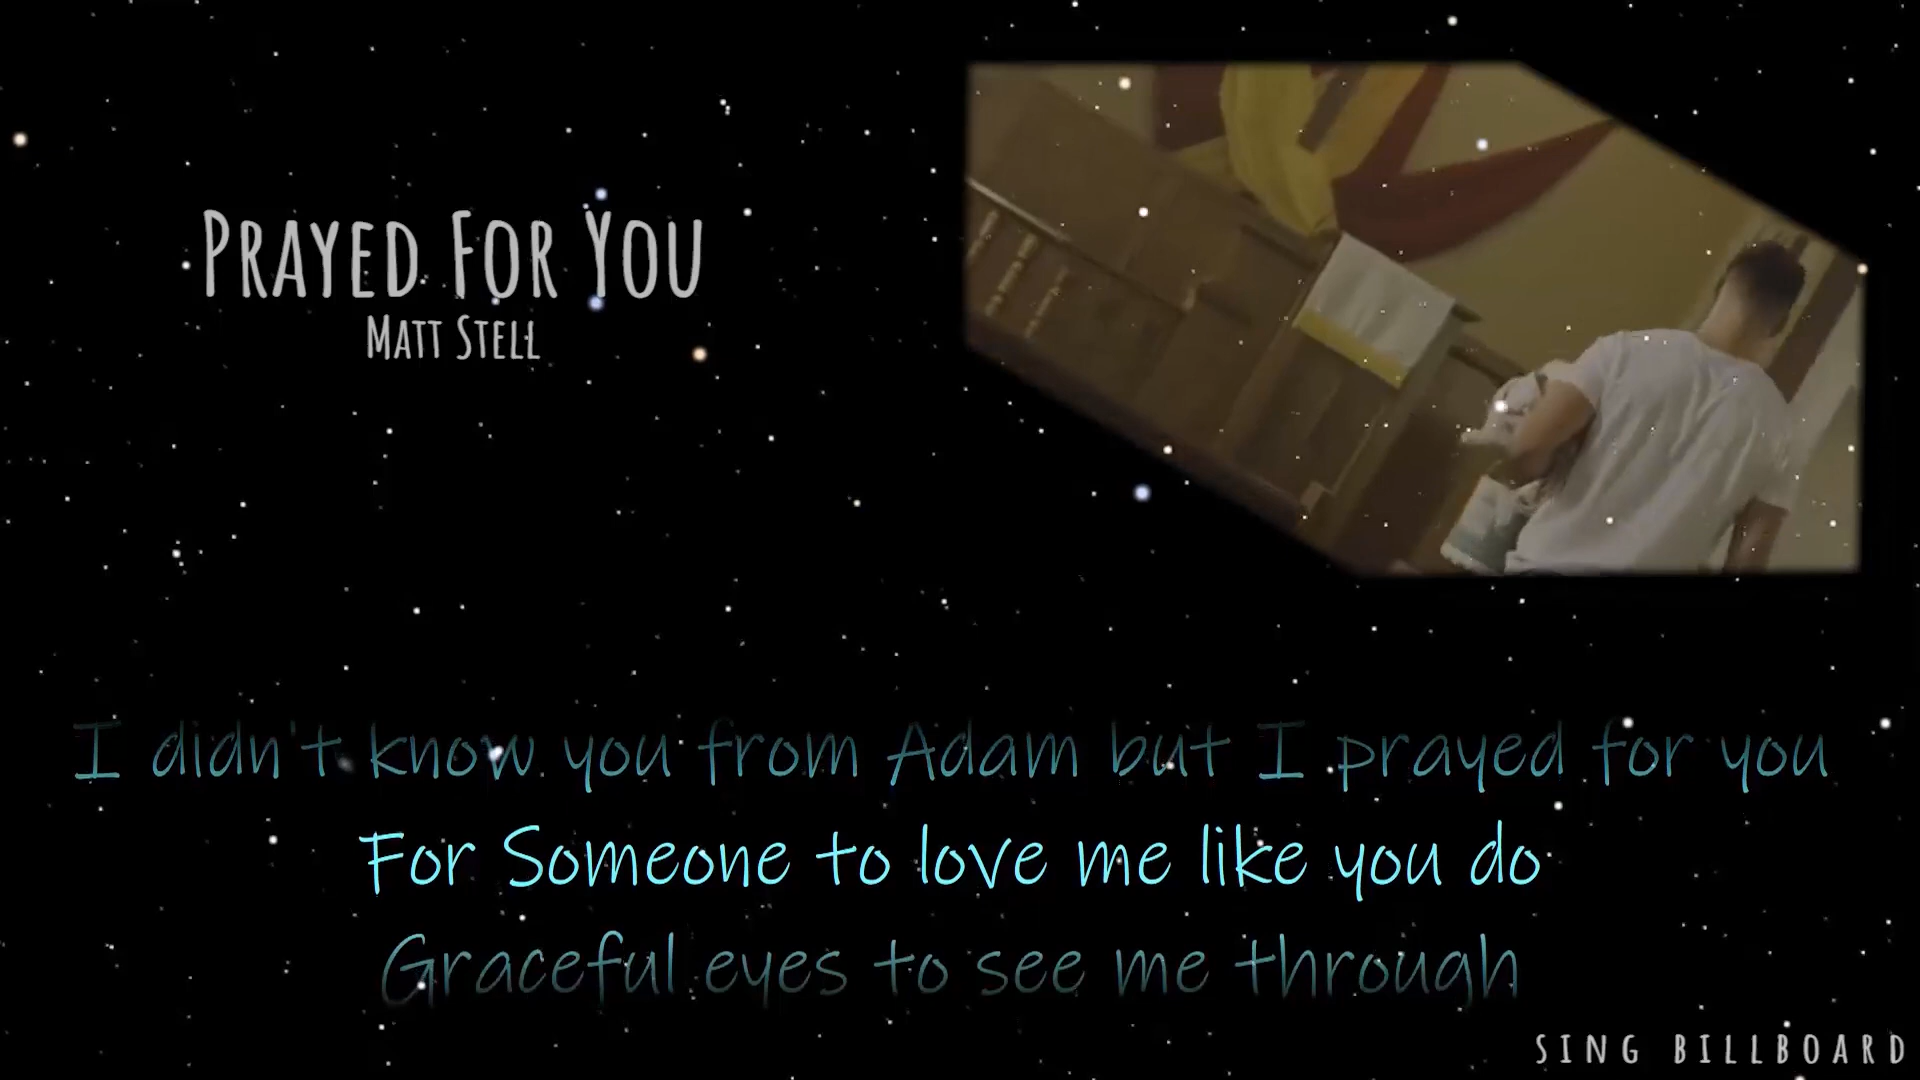 Prayed For You
Matt Stell
I didn't know you from Adam but I prayed for you
For Someone to love me like you do
Graceful eyes to see me through
SING BILLBOARD